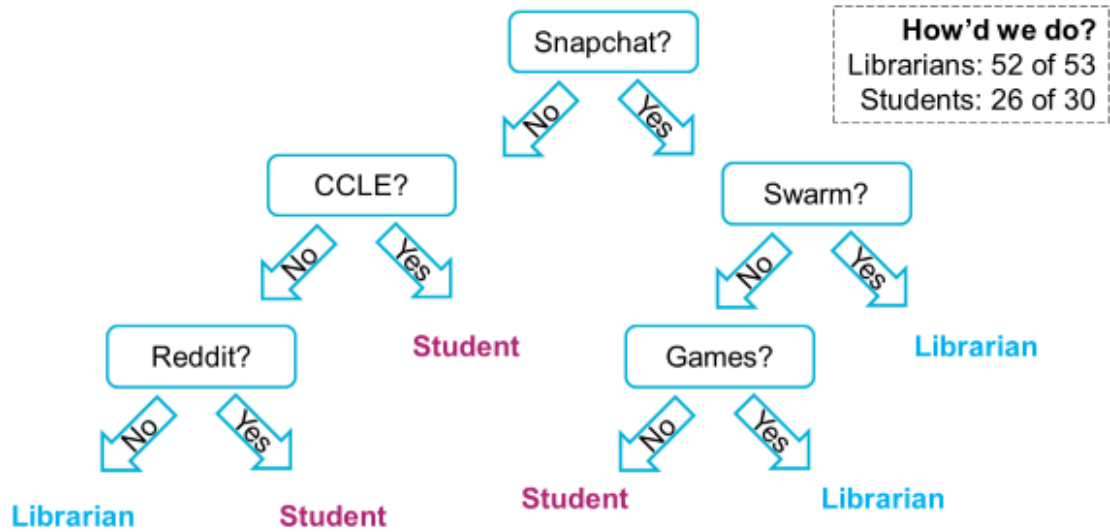 Snapchat?
How'd we do?
Librarians: 52 of 53
Students: 26 of 30
No
Yes
CCLE?
Swarm?
No
Yes
No
Yes
Reddit?
Student
Games?
Librarian
No
Yes
No
Yes
Librarian
Student
Student
Librarian